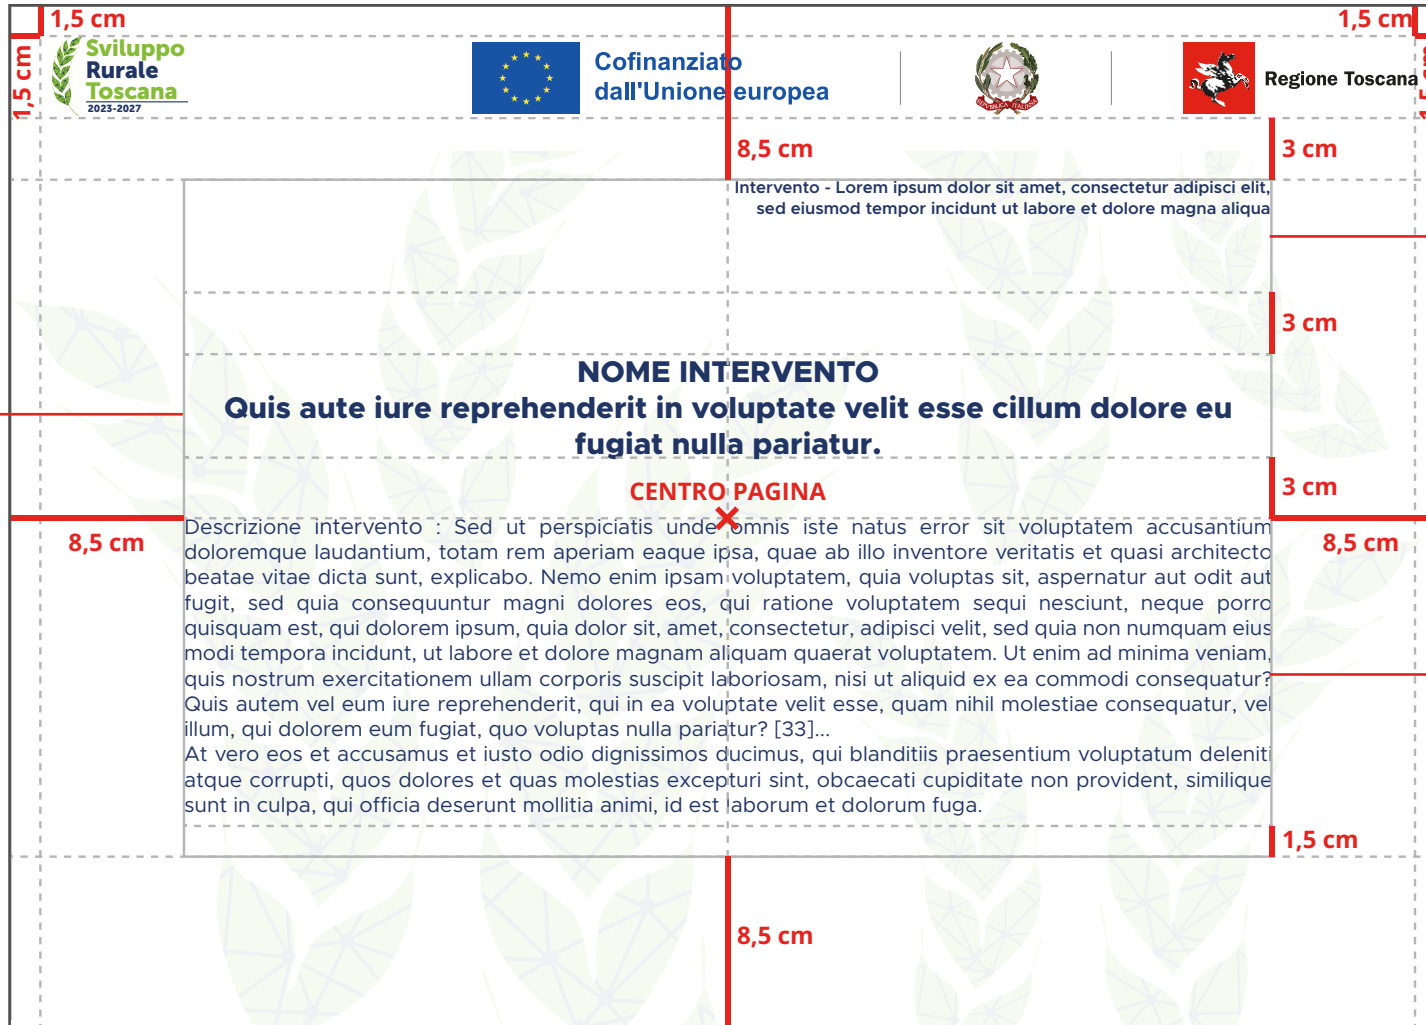 1,5 cm
1,5 cm
1,5 cm
1,5 cm
Sviluppo
Rurale
Toscana
2023-2027
Cofinanziato
dall'Unione europea
REPVBBLICA ITALIANA
Regione Toscana
8,5 cm
3 cm
Intervento - Lorem ipsum dolor sit amet, consectetur adipisci elit,
sed eiusmod tempor incidunt ut labore et dolore magna aliqua
3 cm
NOME INTERVENTO
Quis aute iure reprehenderit in voluptate velit esse cillum dolore eu
fugiat nulla pariatur.
3 cm
CENTRO PAGINA
8,5 cm
8,5 cm
Descrizione intervento : Sed ut perspiciatis unde omnis iste natus error sit voluptatem accusantium
doloremque laudantium, totam rem aperiam eaque ipsa, quae ab illo inventore veritatis et quasi architecto
beatae vitae dicta sunt, explicabo. Nemo enim ipsam voluptatem, quia voluptas sit, aspernatur aut odit aut
fugit, sed quia consequuntur magni dolores eos, qui ratione voluptatem sequi nesciunt, neque porro
quisquam est, qui dolorem ipsum, quia dolor sit, amet, consectetur, adipisci velit, sed quia non numquam eius
modi tempora incidunt, ut labore et dolore magnam aliquam quaerat voluptatem. Ut enim ad minima veniam,
quis nostrum exercitationem ullam corporis suscipit laboriosam, nisi ut aliquid ex ea commodi consequatur?
Quis autem vel eum iure reprehenderit, qui in ea voluptate velit esse, quam nihil molestiae consequatur, vel
illum, qui dolorem eum fugiat, quo voluptas nulla pariatur? [33]...
At vero eos et accusamus et iusto odio dignissimos ducimus, qui blanditiis praesentium voluptatum deleniti
atque corrupti, quos dolores et quas molestias excepturi sint, obcaecati cupiditate non provident, similique
sunt in culpa, qui officia deserunt mollitia animi, id est laborum et dolorum fuga.
1,5 cm
8,5 cm